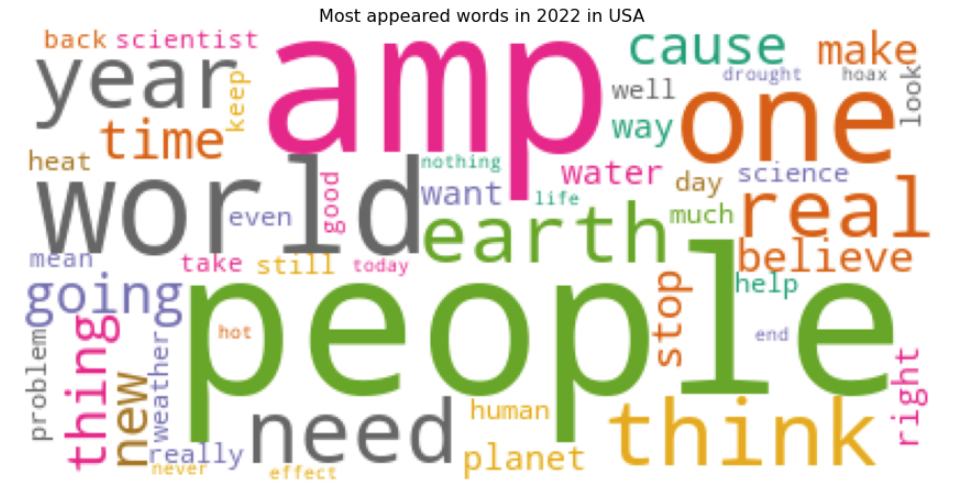 Most appeared words in 2022 in USA
back
scientist
amp
cause
make
year
keep
well
drought
hoax
look
one
time
way
heat
world
nothing
water
day
science
want
life
real
even
good
earth
much
mean
take
still
today
believe
going
people
help
stop
hot
end
problem
thing
new
weather
right
need
human
think
really
planet
never
effect